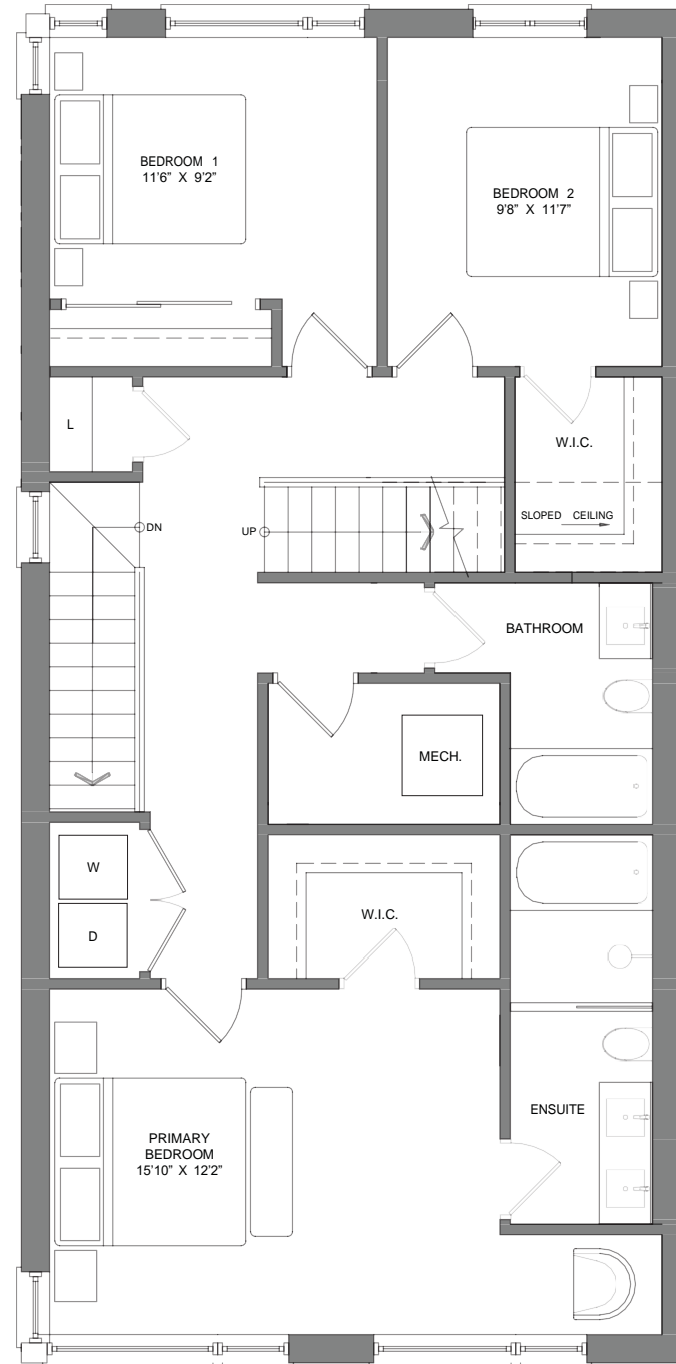 BEDROOM 1
11'6" X 9'2"
BEDROOM 2
9'8" X 11'7"
L
W.I.C.
SLOPED CEILING
DN
UP
BATHROOM
MECH.
W
D
W.I.C.
ENSUITE
PRIMARY
BEDROOM
15'10" X 12'2"